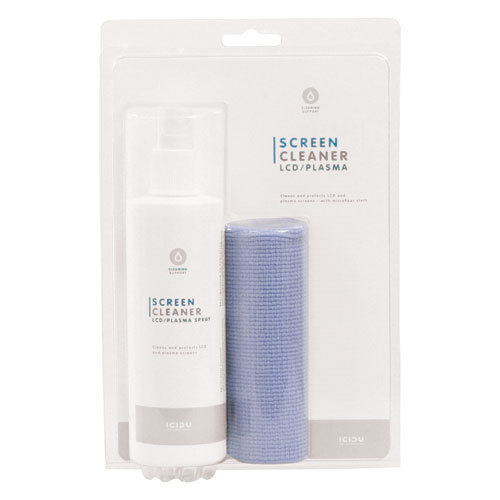 CLEANING
SUPPORT
SCREEN
CLEANER
LCD/PLASMA
Cleans and protects LCD and
plasma screens - with microfiber cloth
CLEANING
SUPPORT
SCREEN
CLEANER
LCD/PLASMA SPRAY
Cleans and protects LCD
and plasma screens
ICIDU
ICIDU